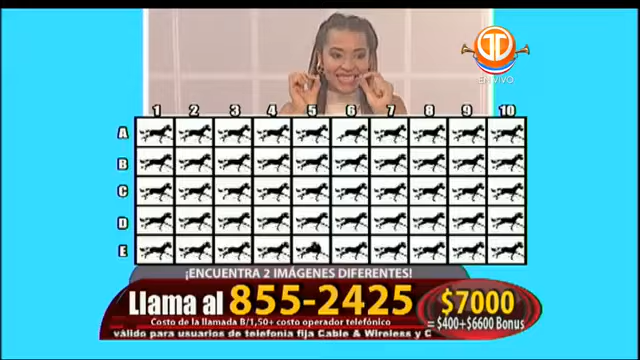 EN VIVO
1 2 3 4 5 6 7 8 9 10
A
B
C
D
E
¡ENCUENTRA 2 IMÁGENES DIFERENTES!
Llama al 855-2425
$7000
= $400+$6600 Bonus
Costo de la llamada B/1,50+ costo operador telefónico
válido para usuarios de telefonia fija Cable & Wireless y C